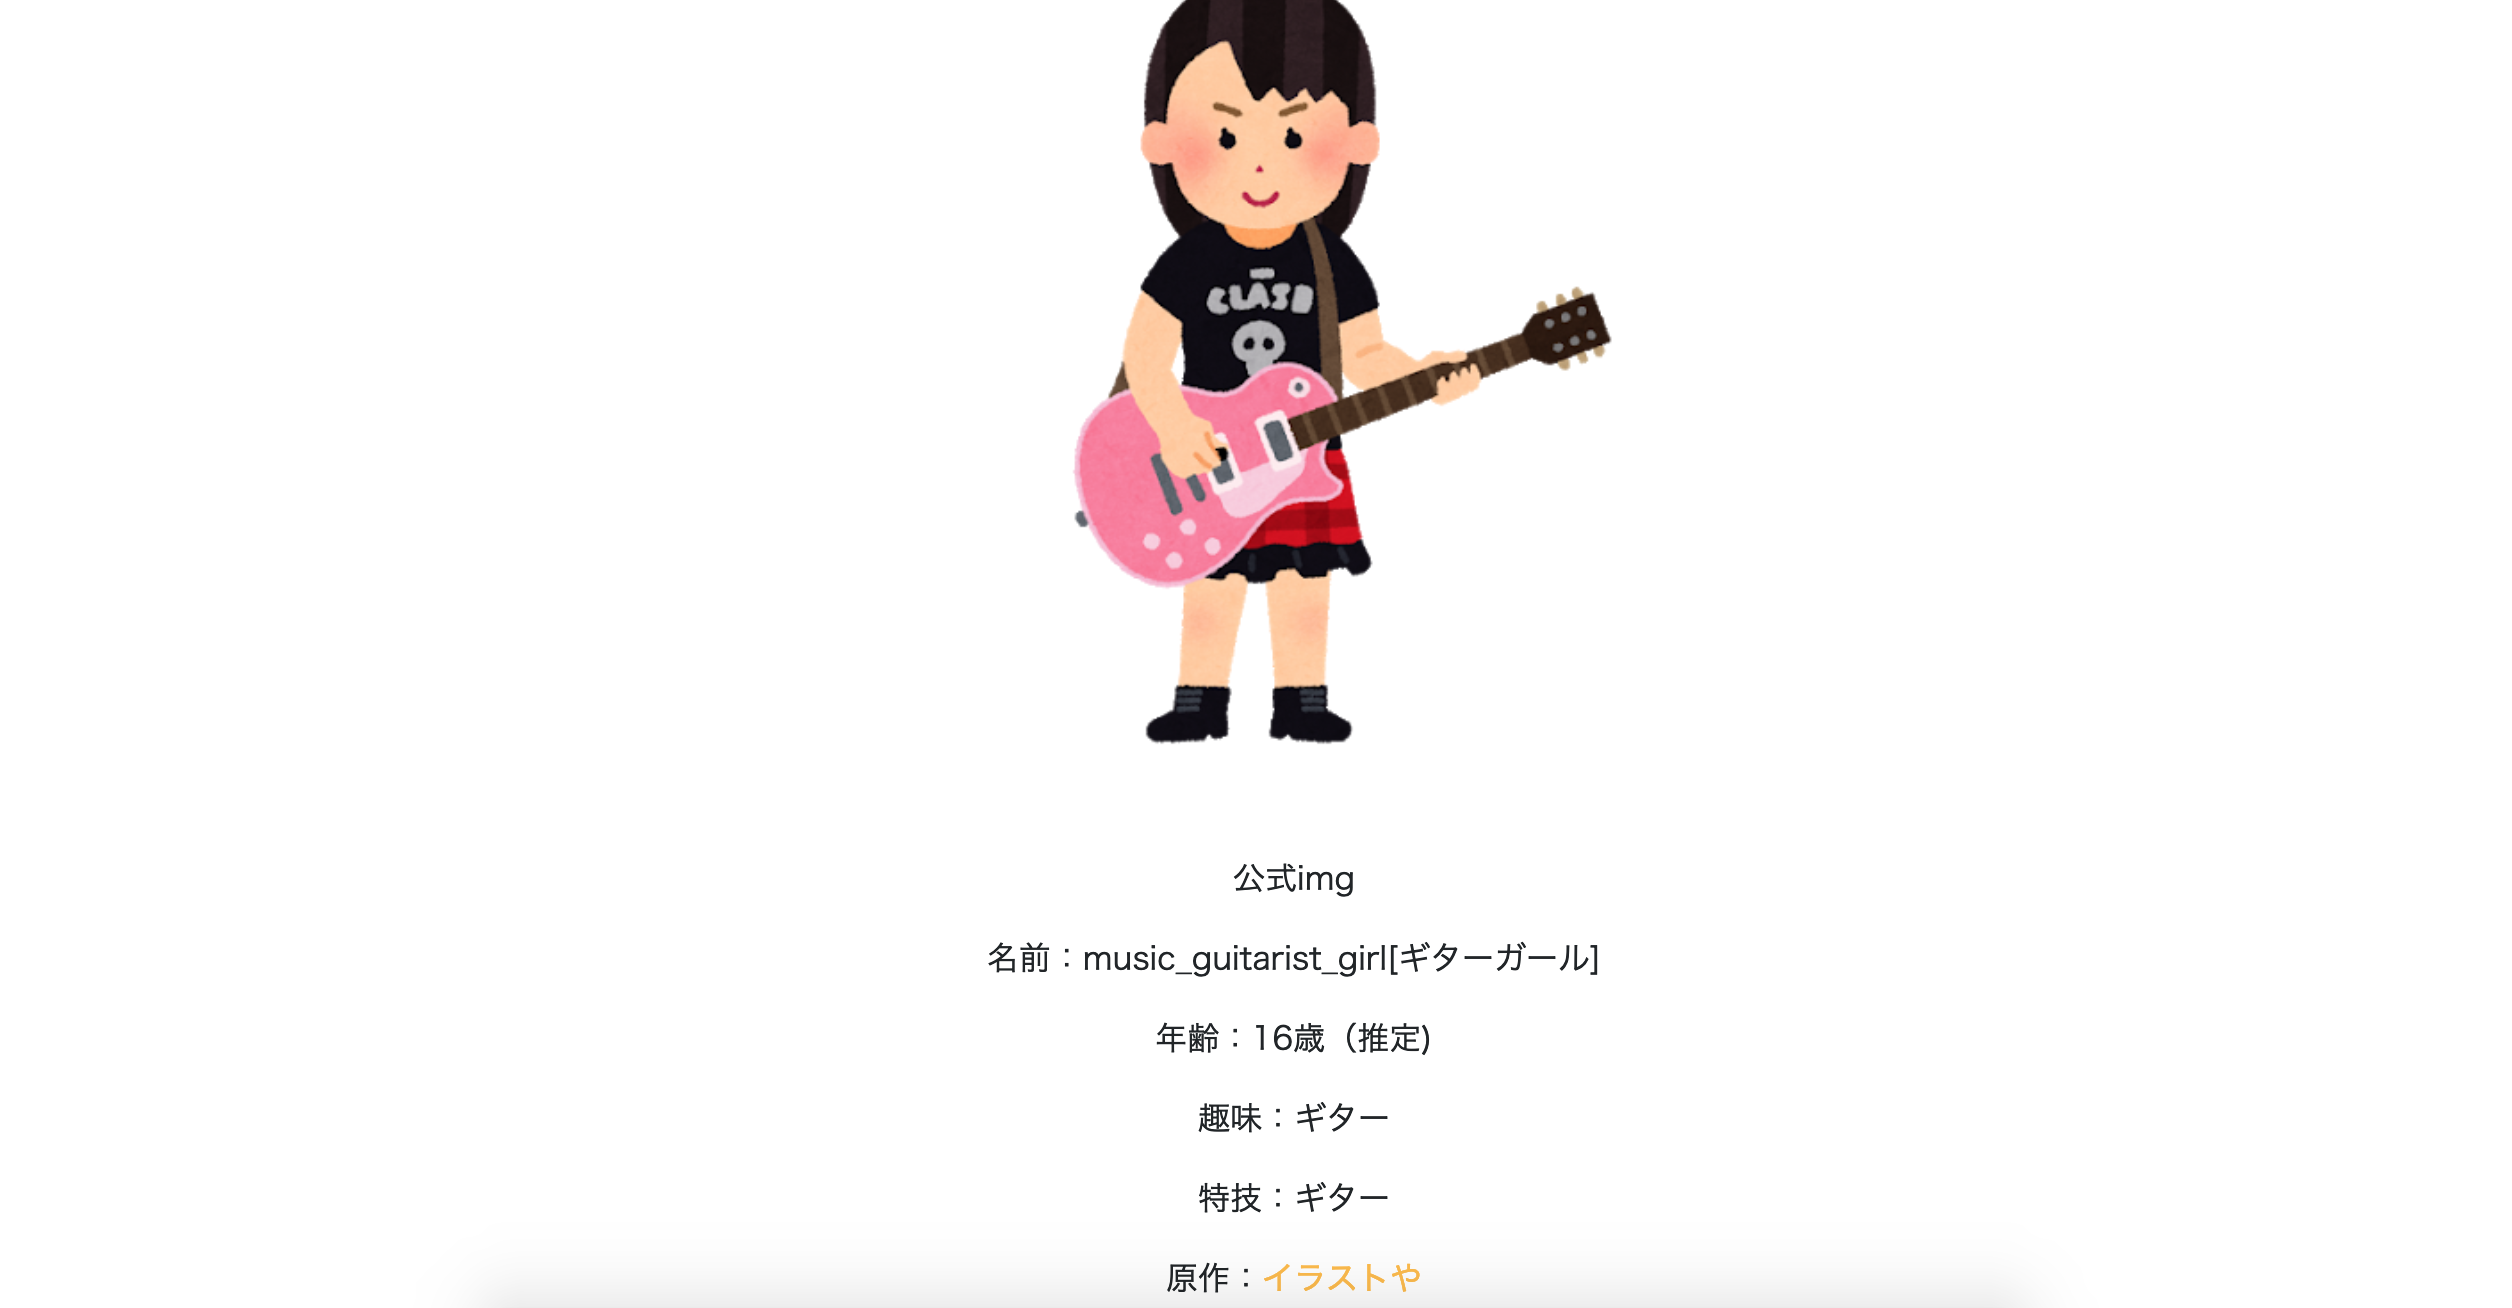 CLASH
公式img
名前：music_guitarist_girl[ギターガール]
年齢：16歳（推定)
趣味：ギター
特技：ギター
原作：イラストや